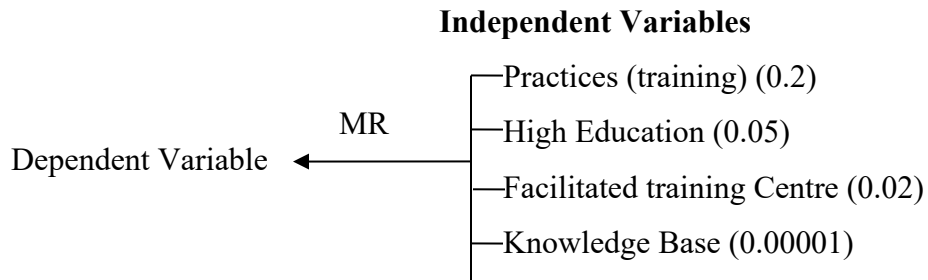 Independent Variables
Practices (training) (0.2)
MR
High Education (0.05)
Dependent Variable
Facilitated training Centre (0.02)
Knowledge Base (0.00001)